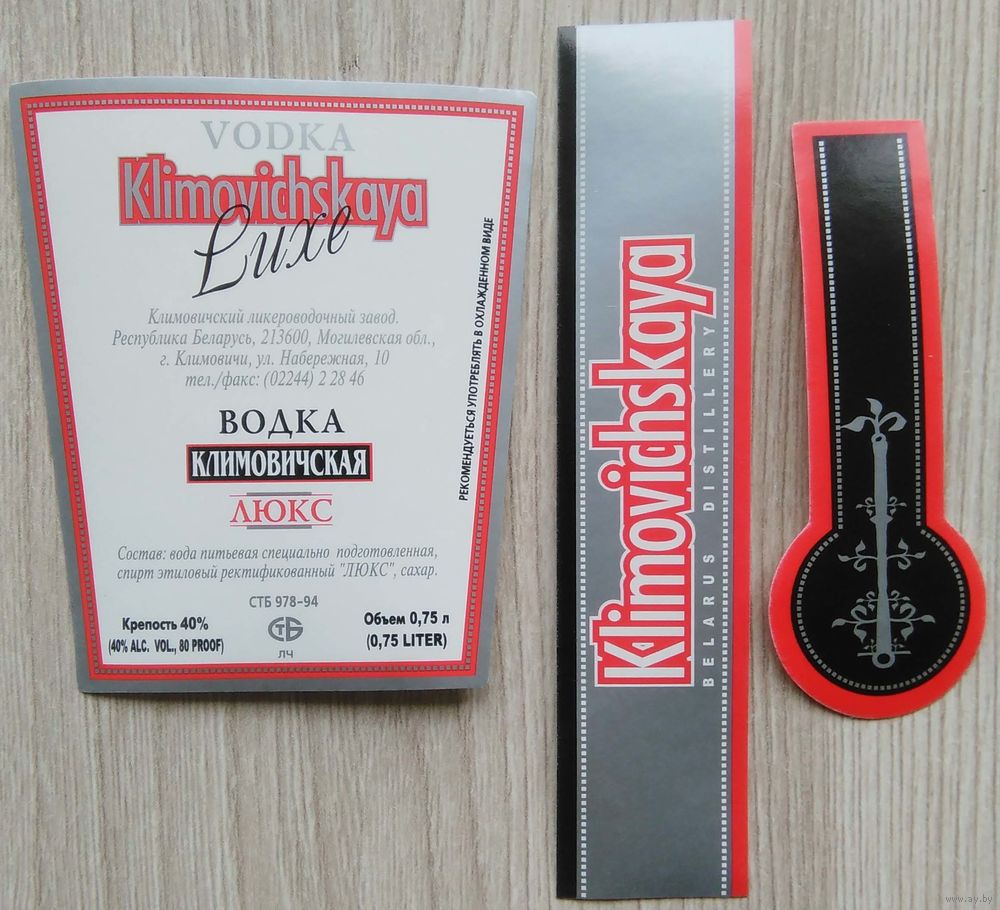 VODKA
Klimovichskaya
Luxe
Климовичский ликероводочный завод.
Республика Беларусь, 213600, Могилевская обл.,
г. Климовичи, ул. Набережная, 10
тел./факс: (02244) 2 28 46
ВОДКА
КЛИМОВИЧСКАЯ
ЛЮКС
Состав: вода питьевая специально подготовленная,
спирт этиловый ректификованный "ЛЮКС", сахар.
СТБ 978-94
Крепость 40%
(40% ALC. VOL., 80 PROOF)
СТБ
ЛЧ
Объем 0,75 л
(0,75 LITER)
РЕКОМЕНДУЕТЬСЯ УПОТРЕБЛЯТЬ В ОХЛАЖДЕННОМ ВИДЕ
Klimovichskaya
BELARUS DISTILLERY
www.ay.by